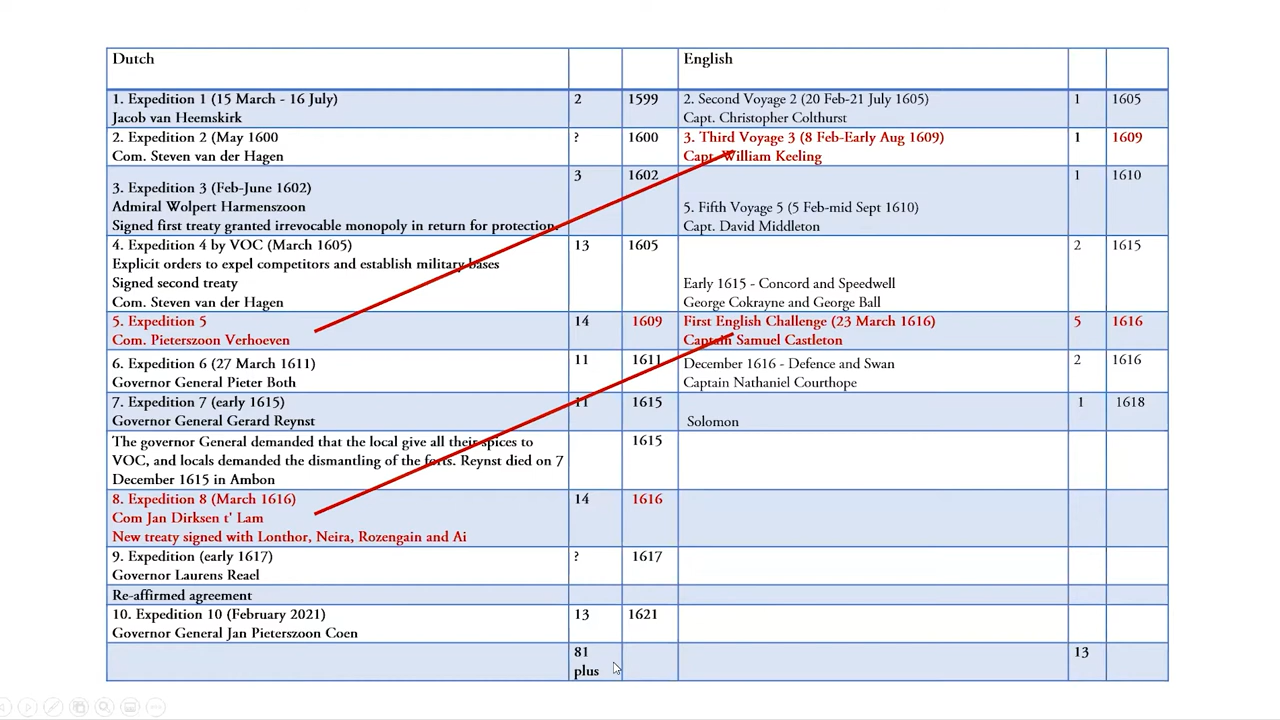 Dutch English
1. Expedition 1 (15 March - 16 July) 2 1599 2. Second Voyage 2 (20 Feb-21 July 1605) 1 1605
Jacob van Heemskirk Capt. Christopher Colthurst
2. Expedition 2 (May 1600 ? 1600 3. Third Voyage 3 (8 Feb-Early Aug 1609) 1 1609
Com. Steven van der Hagen Capt. William Keeling
3 1602 1 1610
3. Expedition 3 (Feb-June 1602)
Admiral Wolpert Harmenszoon 5. Fifth Voyage 5 (5 Feb-mid Sept 1610)
Signed first treaty granted irrevocable monopoly in return for protection. Capt. David Middleton
4. Expedition 4 by VOC (March 1605) 13 1605 2 1615
Explicit orders to expel competitors and establish military bases
Signed second treaty Early 1615 - Concord and Speedwell
Com. Steven van der Hagen George Cokrayne and George Ball
5. Expedition 5 14 1609 First English Challenge (23 March 1616) 5 1616
Com. Pieterszoon Verhoeven Captain Samuel Castleton
6. Expedition 6 (27 March 1611) 11 1611 December 1616 - Defence and Swan 2 1616
Governor General Pieter Both Captain Nathaniel Courthope
7. Expedition 7 (early 1615) 11 1615 1 1618
Governor General Gerard Reynst Solomon
The governor General demanded that the local give all their spices to 1615
VOC, and locals demanded the dismantling of the forts. Reynst died on 7
December 1615 in Ambon
8. Expedition 8 (March 1616) 14 1616
Com Jan Dirksen t' Lam
New treaty signed with Lonthor, Neira, Rozengain and Ai
9. Expedition (early 1617) ? 1617
Governor Laurens Reael
Re-affirmed agreement
10. Expedition 10 (February 2021) 13 1621
Governor General Jan Pieterszoon Coen
81 13
plus